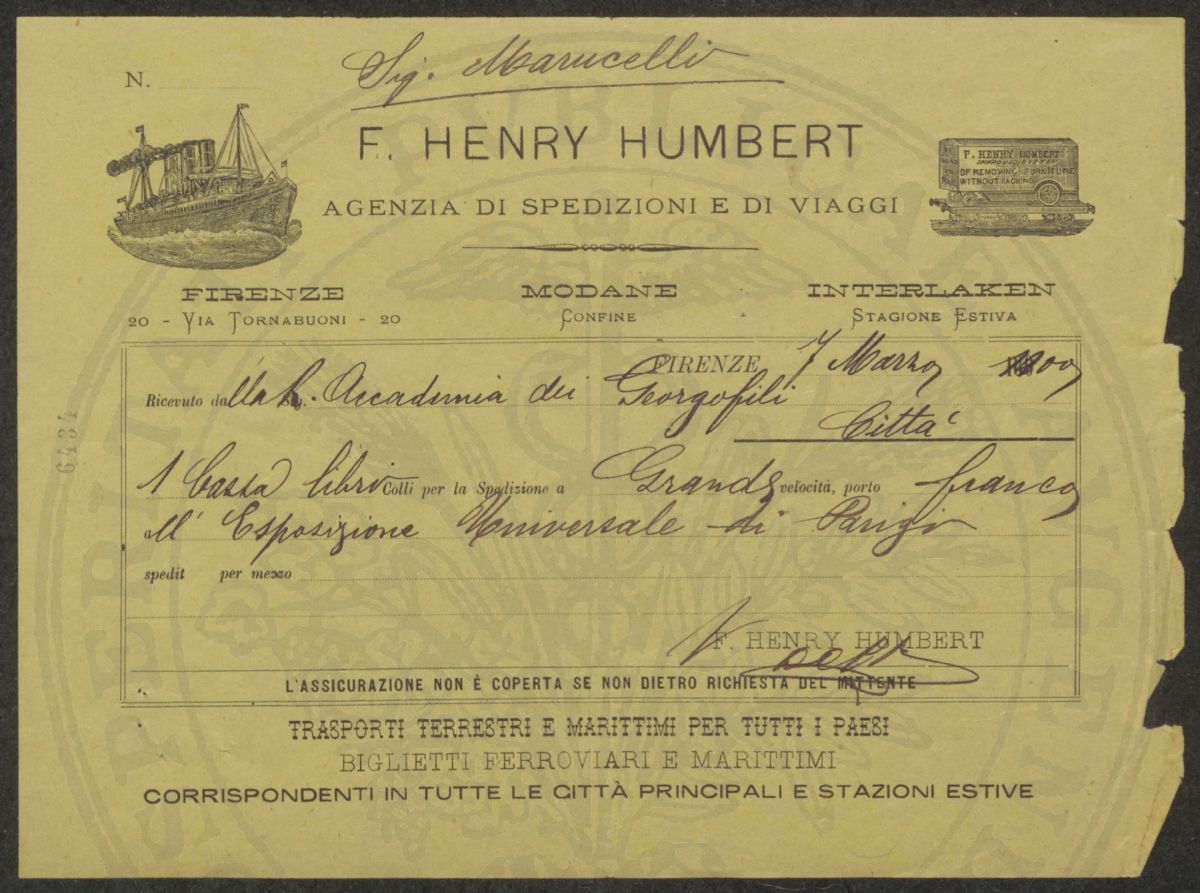 N.
Sig. Marucelli
F. HENRY HUMBERT
AGENZIA DI SPEDIZIONI E DI VIAGGI
F. HENRY HUMBERT
OF REMOVING FURNITURE
WITHOUT PACKING
FIRENZE MODANE INTERLAKEN
20 - VIA TORNABUONI - 20 CONFINE STAGIONE ESTIVA
FIRENZE 7 Marzo 1900
Ricevuto dalla R. Accademia dei Georgofili
Città
1 Cassa libri Colli per la Spedizione a Grande velocità, porto franco
all' Esposizione Universale di Parigi
spedit per mezzo
F. HENRY HUMBERT
L'ASSICURAZIONE NON È COPERTA SE NON DIETRO RICHIESTA DEL MITTENTE
TRASPORTI TERRESTRI E MARITTIMI PER TUTTI I PAESI
BIGLIETTI FERROVIARI E MARITTIMI
CORRISPONDENTI IN TUTTE LE CITTÀ PRINCIPALI E STAZIONI ESTIVE
6434